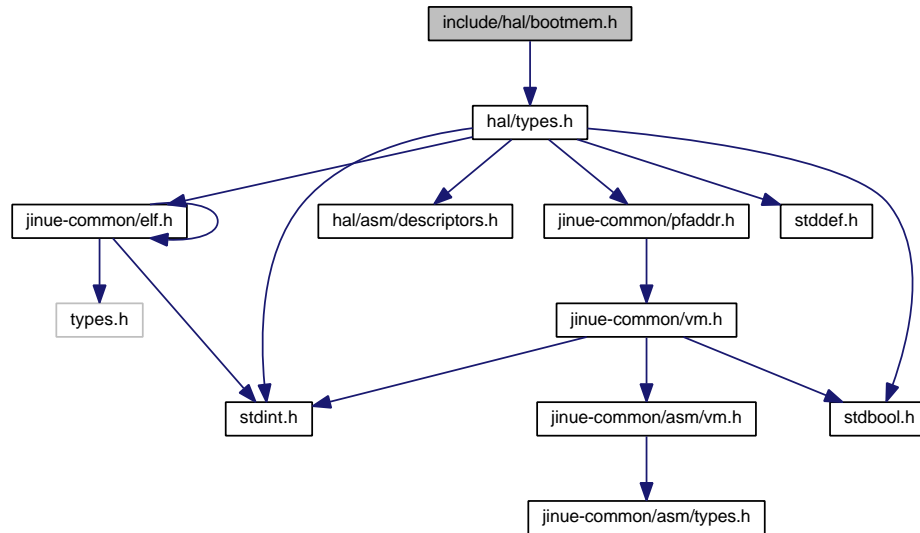 include/hal/bootmem.h
hal/types.h
jinue-common/elf.h
hal/asm/descriptors.h
jinue-common/pfaddr.h
stddef.h
types.h
jinue-common/vm.h
stdint.h
jinue-common/asm/vm.h
stdbool.h
jinue-common/asm/types.h